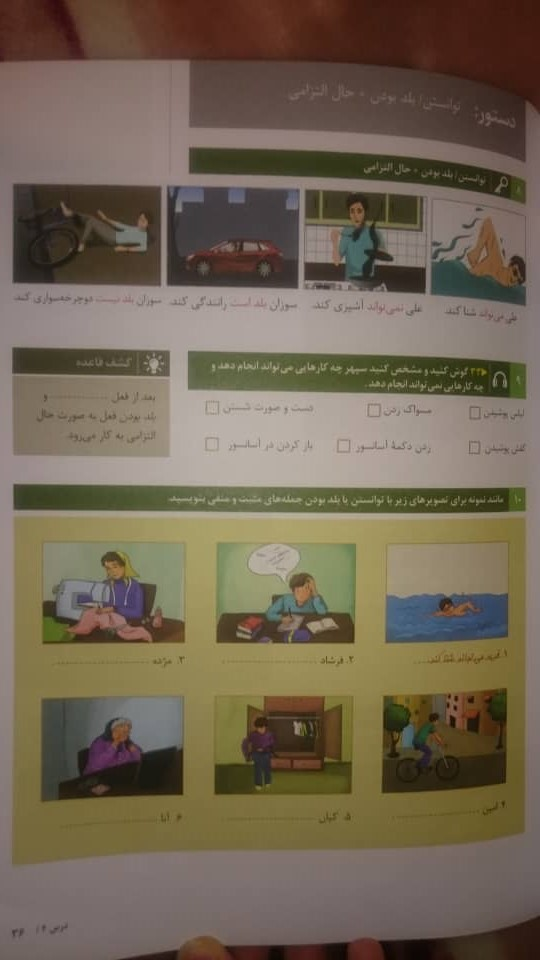 دستور: توانستن/ بلد بودن + حال التزامی
۸ توانستن/ بلد بودن + حال التزامی
علی می‌تواند شنا کند.
علی نمی‌تواند آشپزی کند.
سوزان بلد است رانندگی کند.
سوزان بلد نیست دوچرخه‌سواری کند.
۹ ۳۳ گوش کنید و مشخص کنید سپهر چه کارهایی می‌تواند انجام دهد و
چه کارهایی نمی‌تواند انجام دهد.
لباس پوشیدن
مسواک زدن
دست و صورت شستن
کفش پوشیدن
زدن دکمهٔ آسانسور
باز کردن در آسانسور
کشف قاعده
بعد از فعل .................... و
بلد بودن فعل به صورت حال
التزامی به کار می‌رود.
۱۰ مانند نمونه برای تصویرهای زیر با توانستن یا بلد بودن جمله‌های مثبت و منفی بنویسید.
۱. می‌تواند شنا کند.
۲. فرشاد ..............................
۳. مژده ..............................
۴. امین ..............................
۵. کیان ..............................
۶. آنا ..............................
درس ۴ | ۳۶